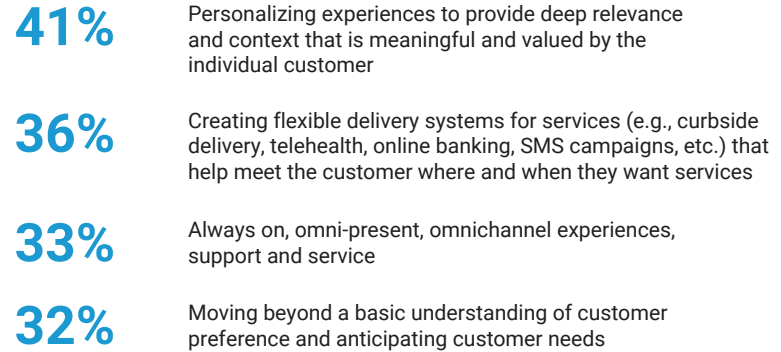 41%
Personalizing experiences to provide deep relevance
and context that is meaningful and valued by the
individual customer
36%
Creating flexible delivery systems for services (e.g., curbside
delivery, telehealth, online banking, SMS campaigns, etc.) that
help meet the customer where and when they want services
33%
Always on, omni-present, omnichannel experiences,
support and service
32%
Moving beyond a basic understanding of customer
preference and anticipating customer needs